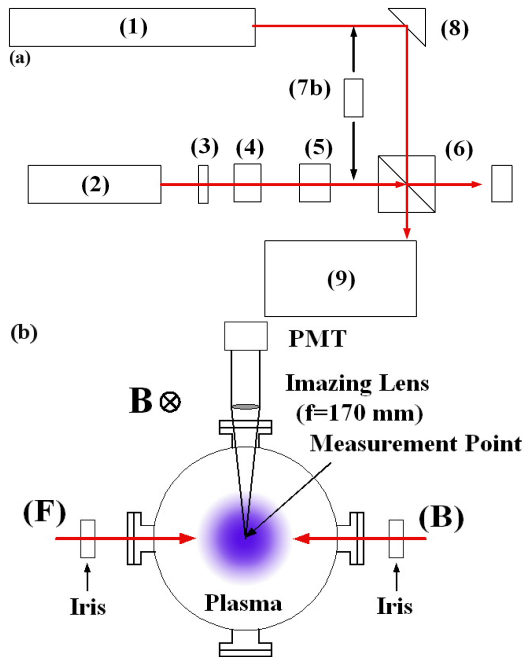 (1)
(8)
(a)
(7b)
(3)
(4)
(5)
(6)
(2)
(9)
(b)
PMT
B⊗
Imazing Lens
(f=170 mm)
Measurement Point
(F)
(B)
Iris
Plasma
Iris